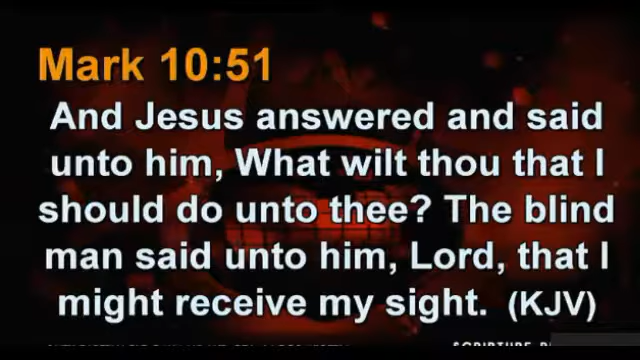 Mark 10:51
And Jesus answered and said
unto him, What wilt thou that I
should do unto thee? The blind
man said unto him, Lord, that I
might receive my sight. (KJV)
SCRIPTURE